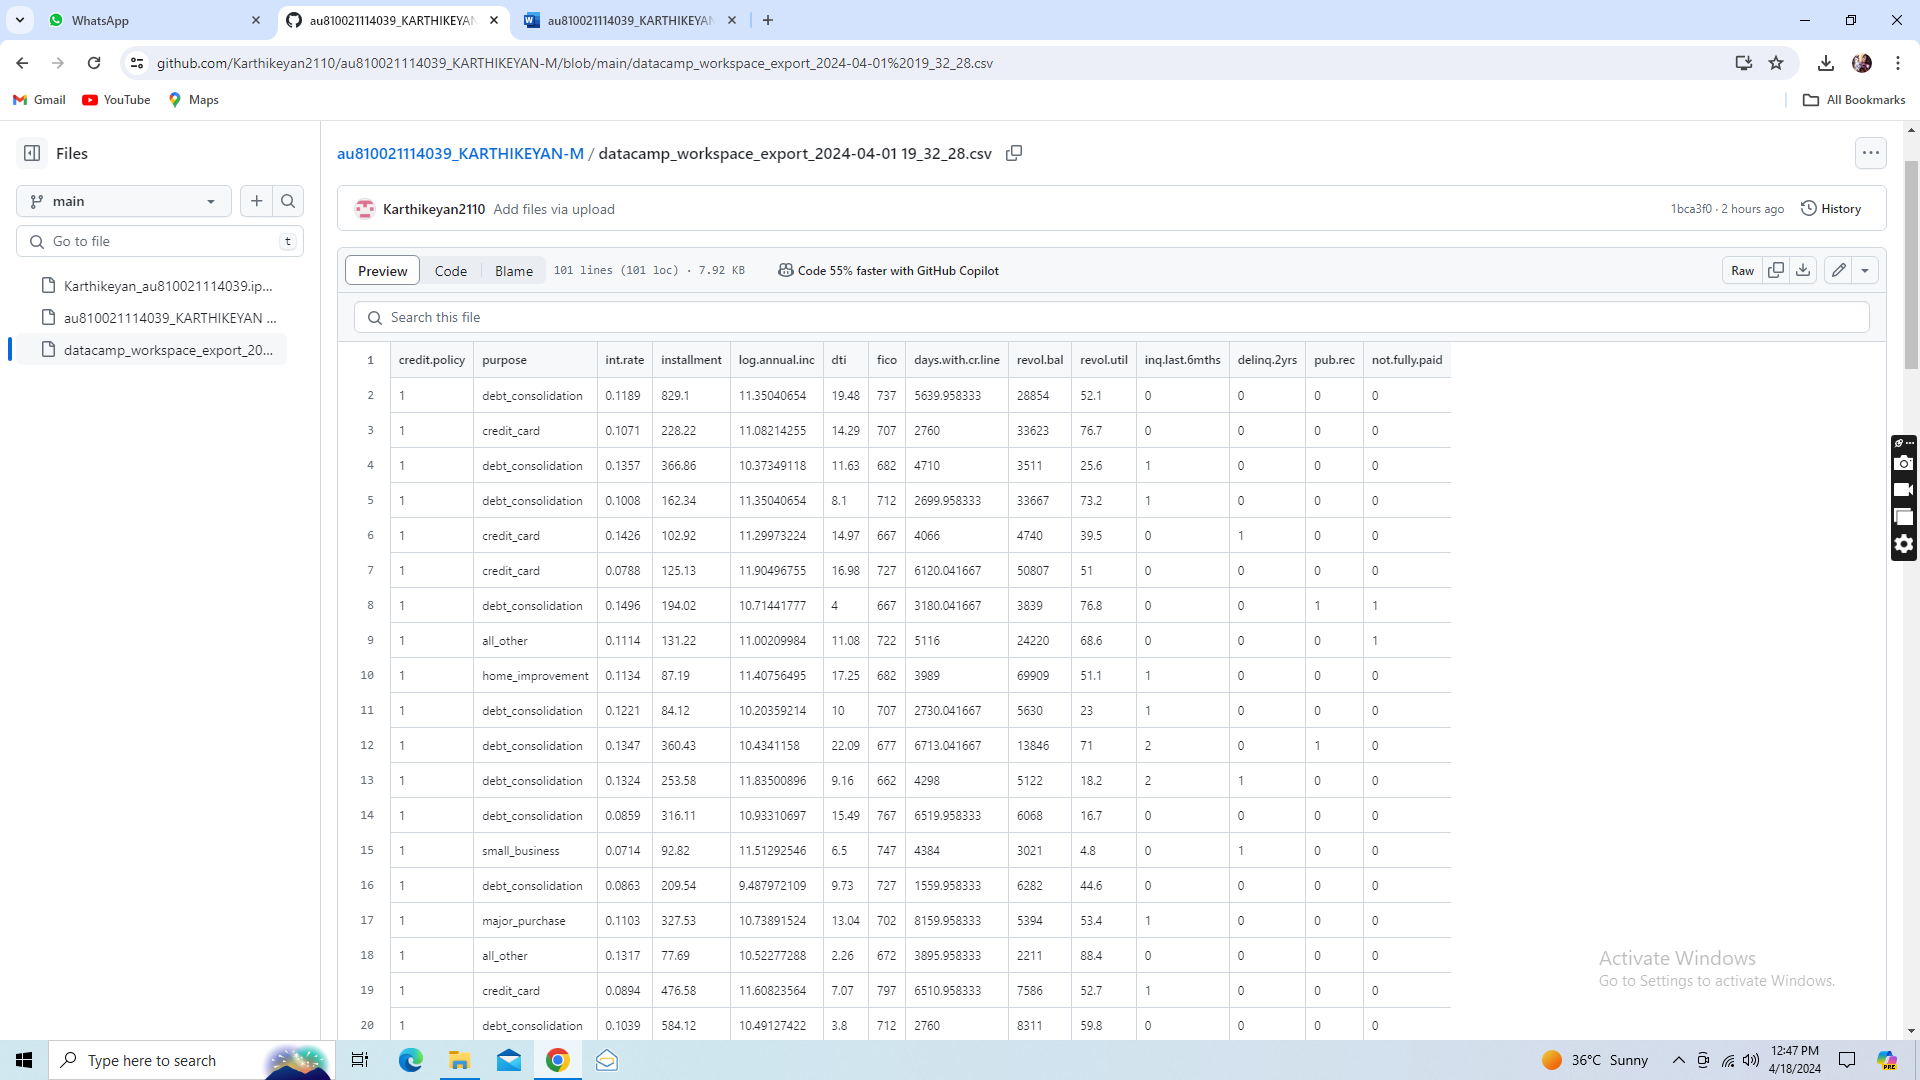 WhatsApp
au810021114039_KARTHIKEYAN
au810021114039_KARTHIKEYAN
github.com/Karthikeyan2110/au810021114039_KARTHIKEYAN-M/blob/main/datacamp_workspace_export_2024-04-01%2019_32_28.csv
Gmail YouTube Maps All Bookmarks
Files
au810021114039_KARTHIKEYAN-M / datacamp_workspace_export_2024-04-01 19_32_28.csv
main
Karthikeyan2110 Add files via upload 1bca3f0 · 2 hours ago History
Go to file t
Preview Code Blame 101 lines (101 loc) · 7.92 KB Code 55% faster with GitHub Copilot Raw
Karthikeyan_au810021114039.ip...
au810021114039_KARTHIKEYAN ...
datacamp_workspace_export_20...
Search this file
1 credit.policy purpose int.rate installment log.annual.inc dti fico days.with.cr.line revol.bal revol.util inq.last.6mths delinq.2yrs pub.rec not.fully.paid
2 1 debt_consolidation 0.1189 829.1 11.35040654 19.48 737 5639.958333 28854 52.1 0 0 0 0
3 1 credit_card 0.1071 228.22 11.08214255 14.29 707 2760 33623 76.7 0 0 0 0
4 1 debt_consolidation 0.1357 366.86 10.37349118 11.63 682 4710 3511 25.6 1 0 0 0
5 1 debt_consolidation 0.1008 162.34 11.35040654 8.1 712 2699.958333 33667 73.2 1 0 0 0
6 1 credit_card 0.1426 102.92 11.29973224 14.97 667 4066 4740 39.5 0 1 0 0
7 1 credit_card 0.0788 125.13 11.90496755 16.98 727 6120.041667 50807 51 0 0 0 0
8 1 debt_consolidation 0.1496 194.02 10.71441777 4 667 3180.041667 3839 76.8 0 0 1 1
9 1 all_other 0.1114 131.22 11.00209984 11.08 722 5116 24220 68.6 0 0 0 1
10 1 home_improvement 0.1134 87.19 11.40756495 17.25 682 3989 69909 51.1 1 0 0 0
11 1 debt_consolidation 0.1221 84.12 10.20359214 10 707 2730.041667 5630 23 1 0 0 0
12 1 debt_consolidation 0.1347 360.43 10.4341158 22.09 677 6713.041667 13846 71 2 0 1 0
13 1 debt_consolidation 0.1324 253.58 11.83500896 9.16 662 4298 5122 18.2 2 1 0 0
14 1 debt_consolidation 0.0859 316.11 10.93310697 15.49 767 6519.958333 6068 16.7 0 0 0 0
15 1 small_business 0.0714 92.82 11.51292546 6.5 747 4384 3021 4.8 0 1 0 0
16 1 debt_consolidation 0.0863 209.54 9.487972109 9.73 727 1559.958333 6282 44.6 0 0 0 0
17 1 major_purchase 0.1103 327.53 10.73891524 13.04 702 8159.958333 5394 53.4 1 0 0 0
18 1 all_other 0.1317 77.69 10.52277288 2.26 672 3895.958333 2211 88.4 0 0 0 0
19 1 credit_card 0.0894 476.58 11.60823564 7.07 797 6510.958333 7586 52.7 1 0 0 0
20 1 debt_consolidation 0.1039 584.12 10.49127422 3.8 712 2760 8311 59.8 0 0 0 0
Activate Windows
Go to Settings to activate Windows.
Type here to search
36°C Sunny
12:47 PM
4/18/2024
PRE